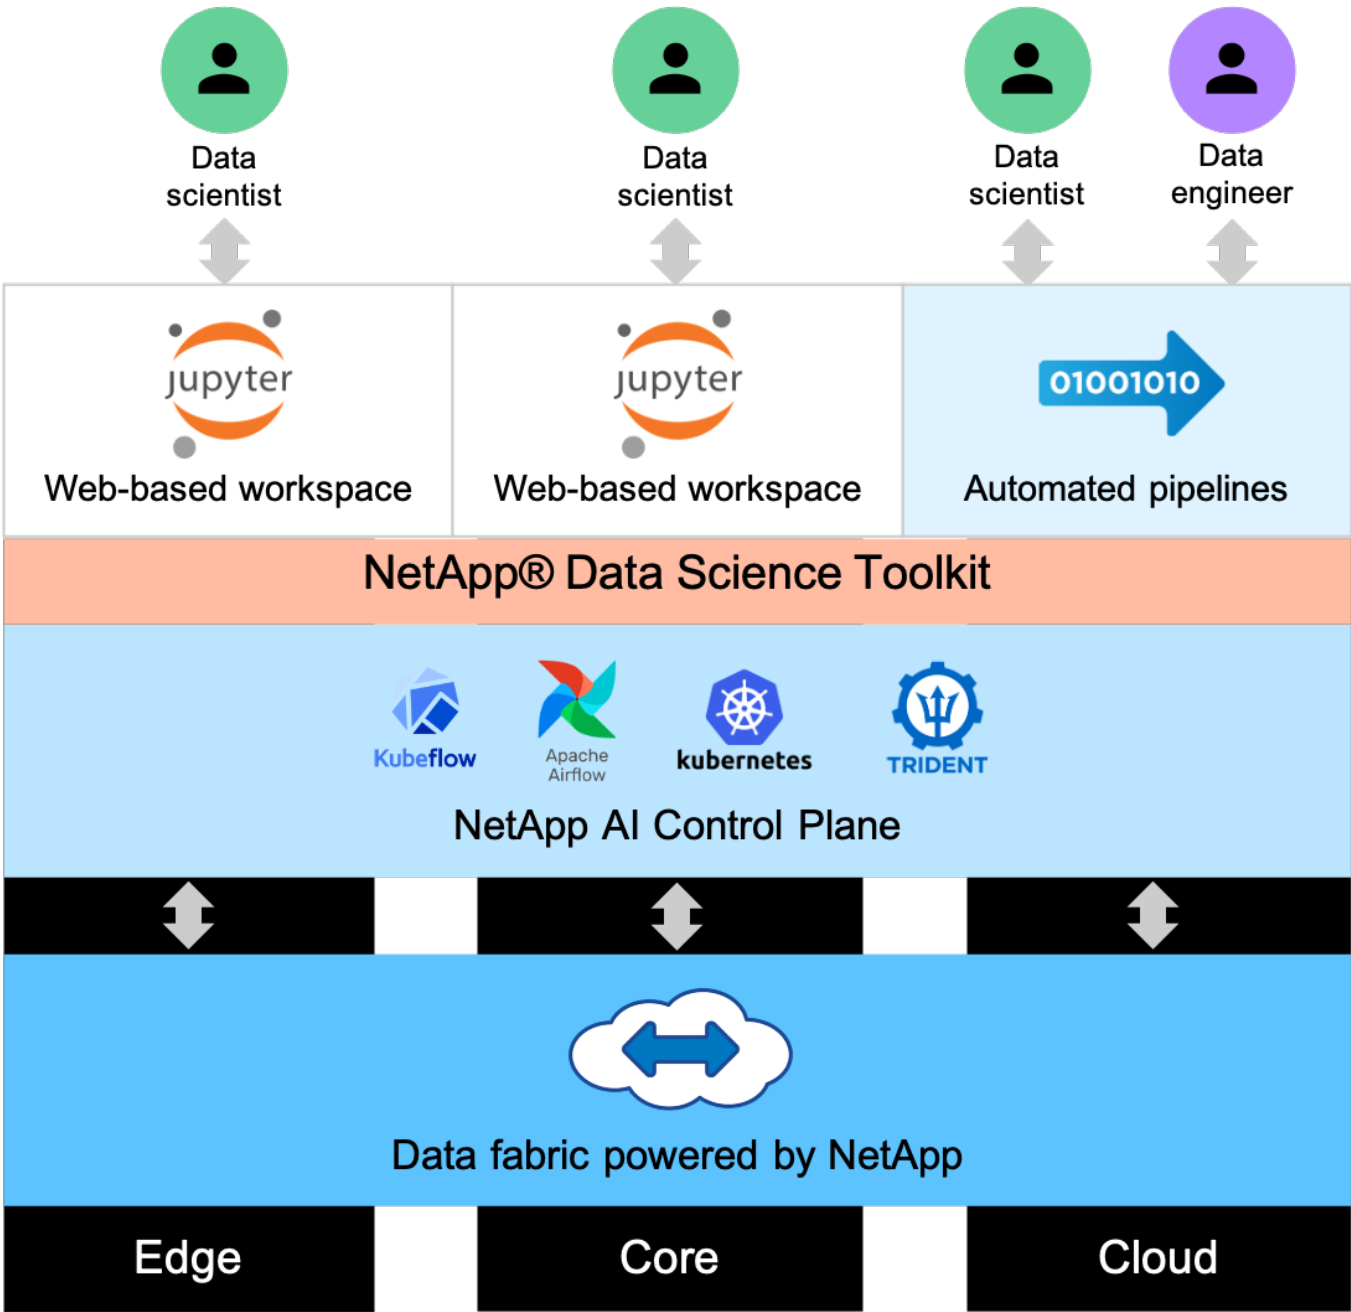 Data
scientist
Data
scientist
Data
scientist
Data
engineer
jupyter
Web-based workspace
jupyter
Web-based workspace
01001010
Automated pipelines
NetApp® Data Science Toolkit
Kubeflow
Apache
Airflow
kubernetes
TRIDENT
NetApp AI Control Plane
Data fabric powered by NetApp
Edge
Core
Cloud